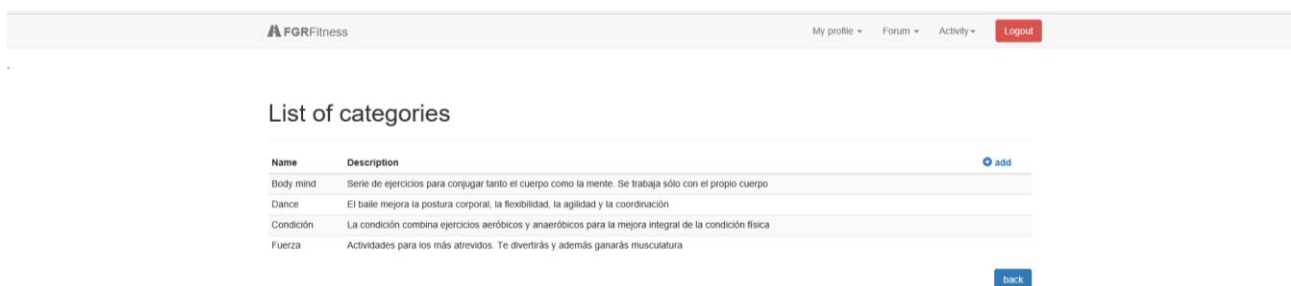 FGRFitness My profile Forum Activity Logout
List of categories
Name Description add
Body mind Serie de ejercicios para conjugar tanto el cuerpo como la mente. Se trabaja sólo con el propio cuerpo
Dance El baile mejora la postura corporal, la flexibilidad, la agilidad y la coordinación
Condición La condición combina ejercicios aeróbicos y anaeróbicos para la mejora integral de la condición física
Fuerza Actividades para los más atrevidos. Te divertirás y además ganarás musculatura
back